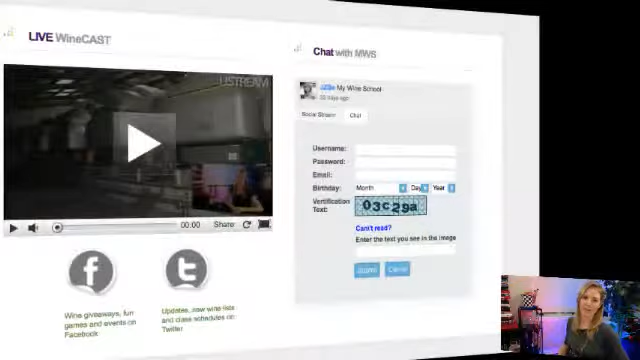 LIVE WineCAST
Chat with MWS
USTREAM
My Wine School
Social Stream
Chat
Username:
Password:
Email:
Birthday: Month Day Year
Verification
Text:
03c29a
Can't read?
Enter the text you see in the image
Submit Cancel
00:00 Share
Wine giveaways, fun
games and events on
Facebook
Updates, new wine lists
and class schedules on
Twitter